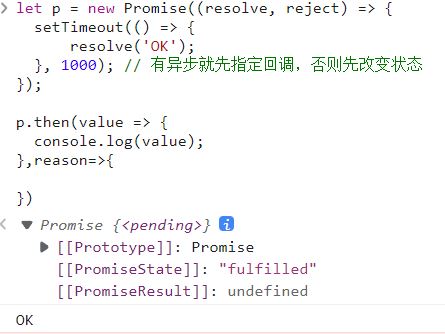 let p = new Promise((resolve, reject) => {
  setTimeout(() => {
      resolve('OK');
  }, 1000); // 有异步就先指定回调，否则先改变状态
});

p.then(value => {
  console.log(value);
},reason=>{

})
Promise {<pending>} i
[[Prototype]]: Promise
[[PromiseState]]: "fulfilled"
[[PromiseResult]]: undefined
OK